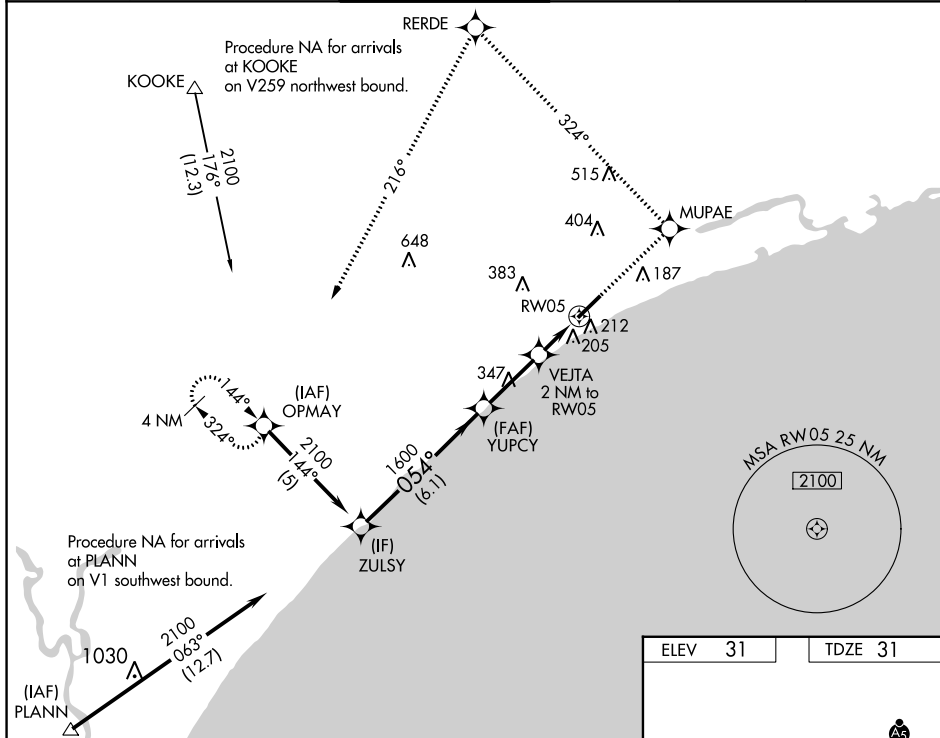 RERDE
Procedure NA for arrivals
at KOOKE
on V259 northwest bound.
KOOKE
2100
176°
(12.3)
216°
324°
515
MUPAE
404
648
383
187
RW05
212
205
347
VEJTA
2 NM to
RW05
(IAF)
OPMAY
144°
4 NM
324°
(FAF)
YUPCY
2100
144°
(5)
1600
054°
(6.1)
MSA RW05 25 NM
2100
(IF)
ZULSY
Procedure NA for arrivals
at PLANN
on V1 southwest bound.
2100
063°
(12.7)
1030
(IAF)
PLANN
ELEV 31
TDZE 31
A5